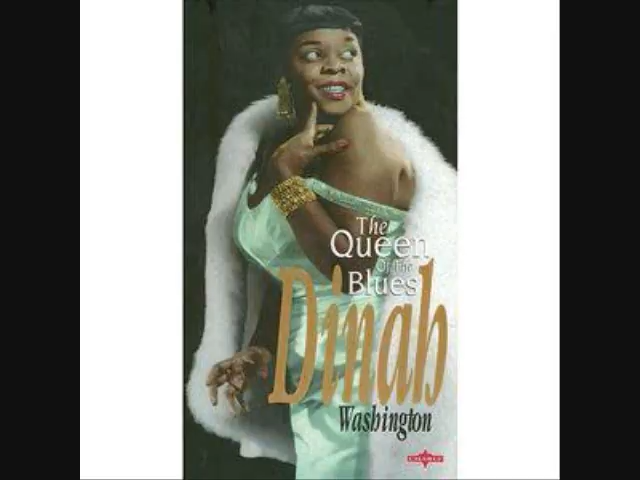 The
Queen
Of The
Blues
Dinah
Washington